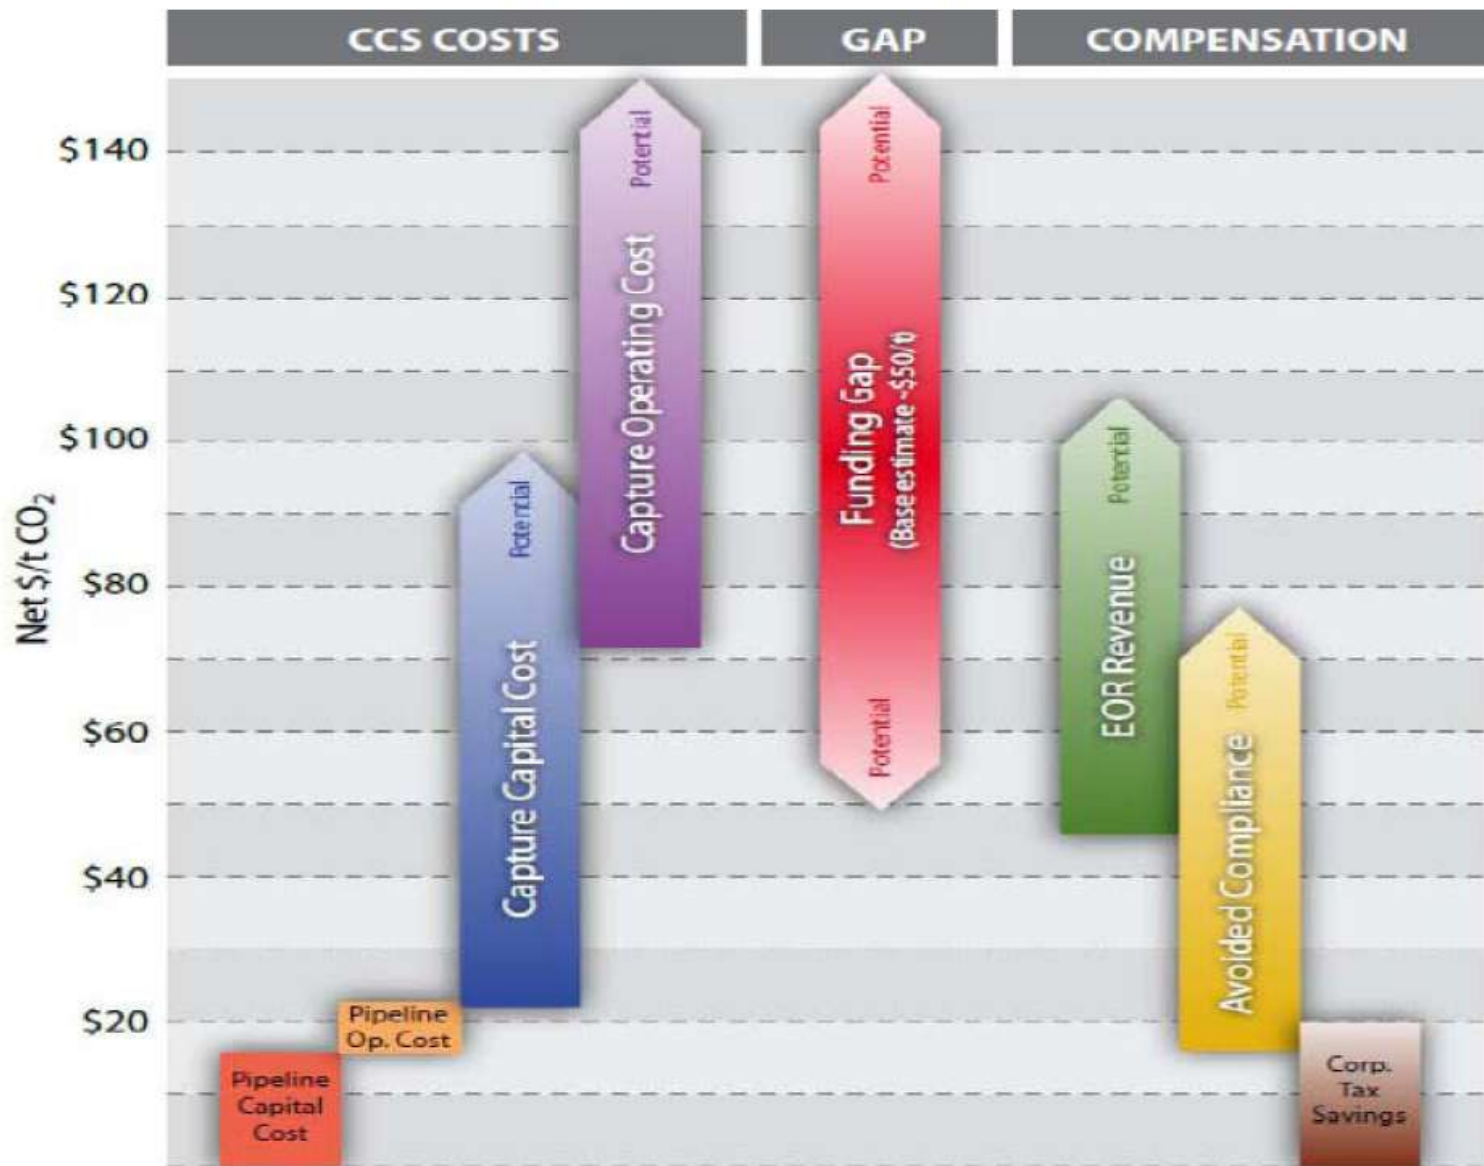 CCS COSTS
GAP
COMPENSATION
Net $/t CO₂
$140
$120
$100
$80
$60
$40
$20
Pipeline
Capital
Cost
Pipeline
Op. Cost
Capture Capital Cost
Potential
Capture Operating Cost
Potential
Potential
Funding Gap
(Base estimate ~$50/t)
Potential
EOR Revenue
Potential
Avoided Compliance
Potential
Corp.
Tax
Savings